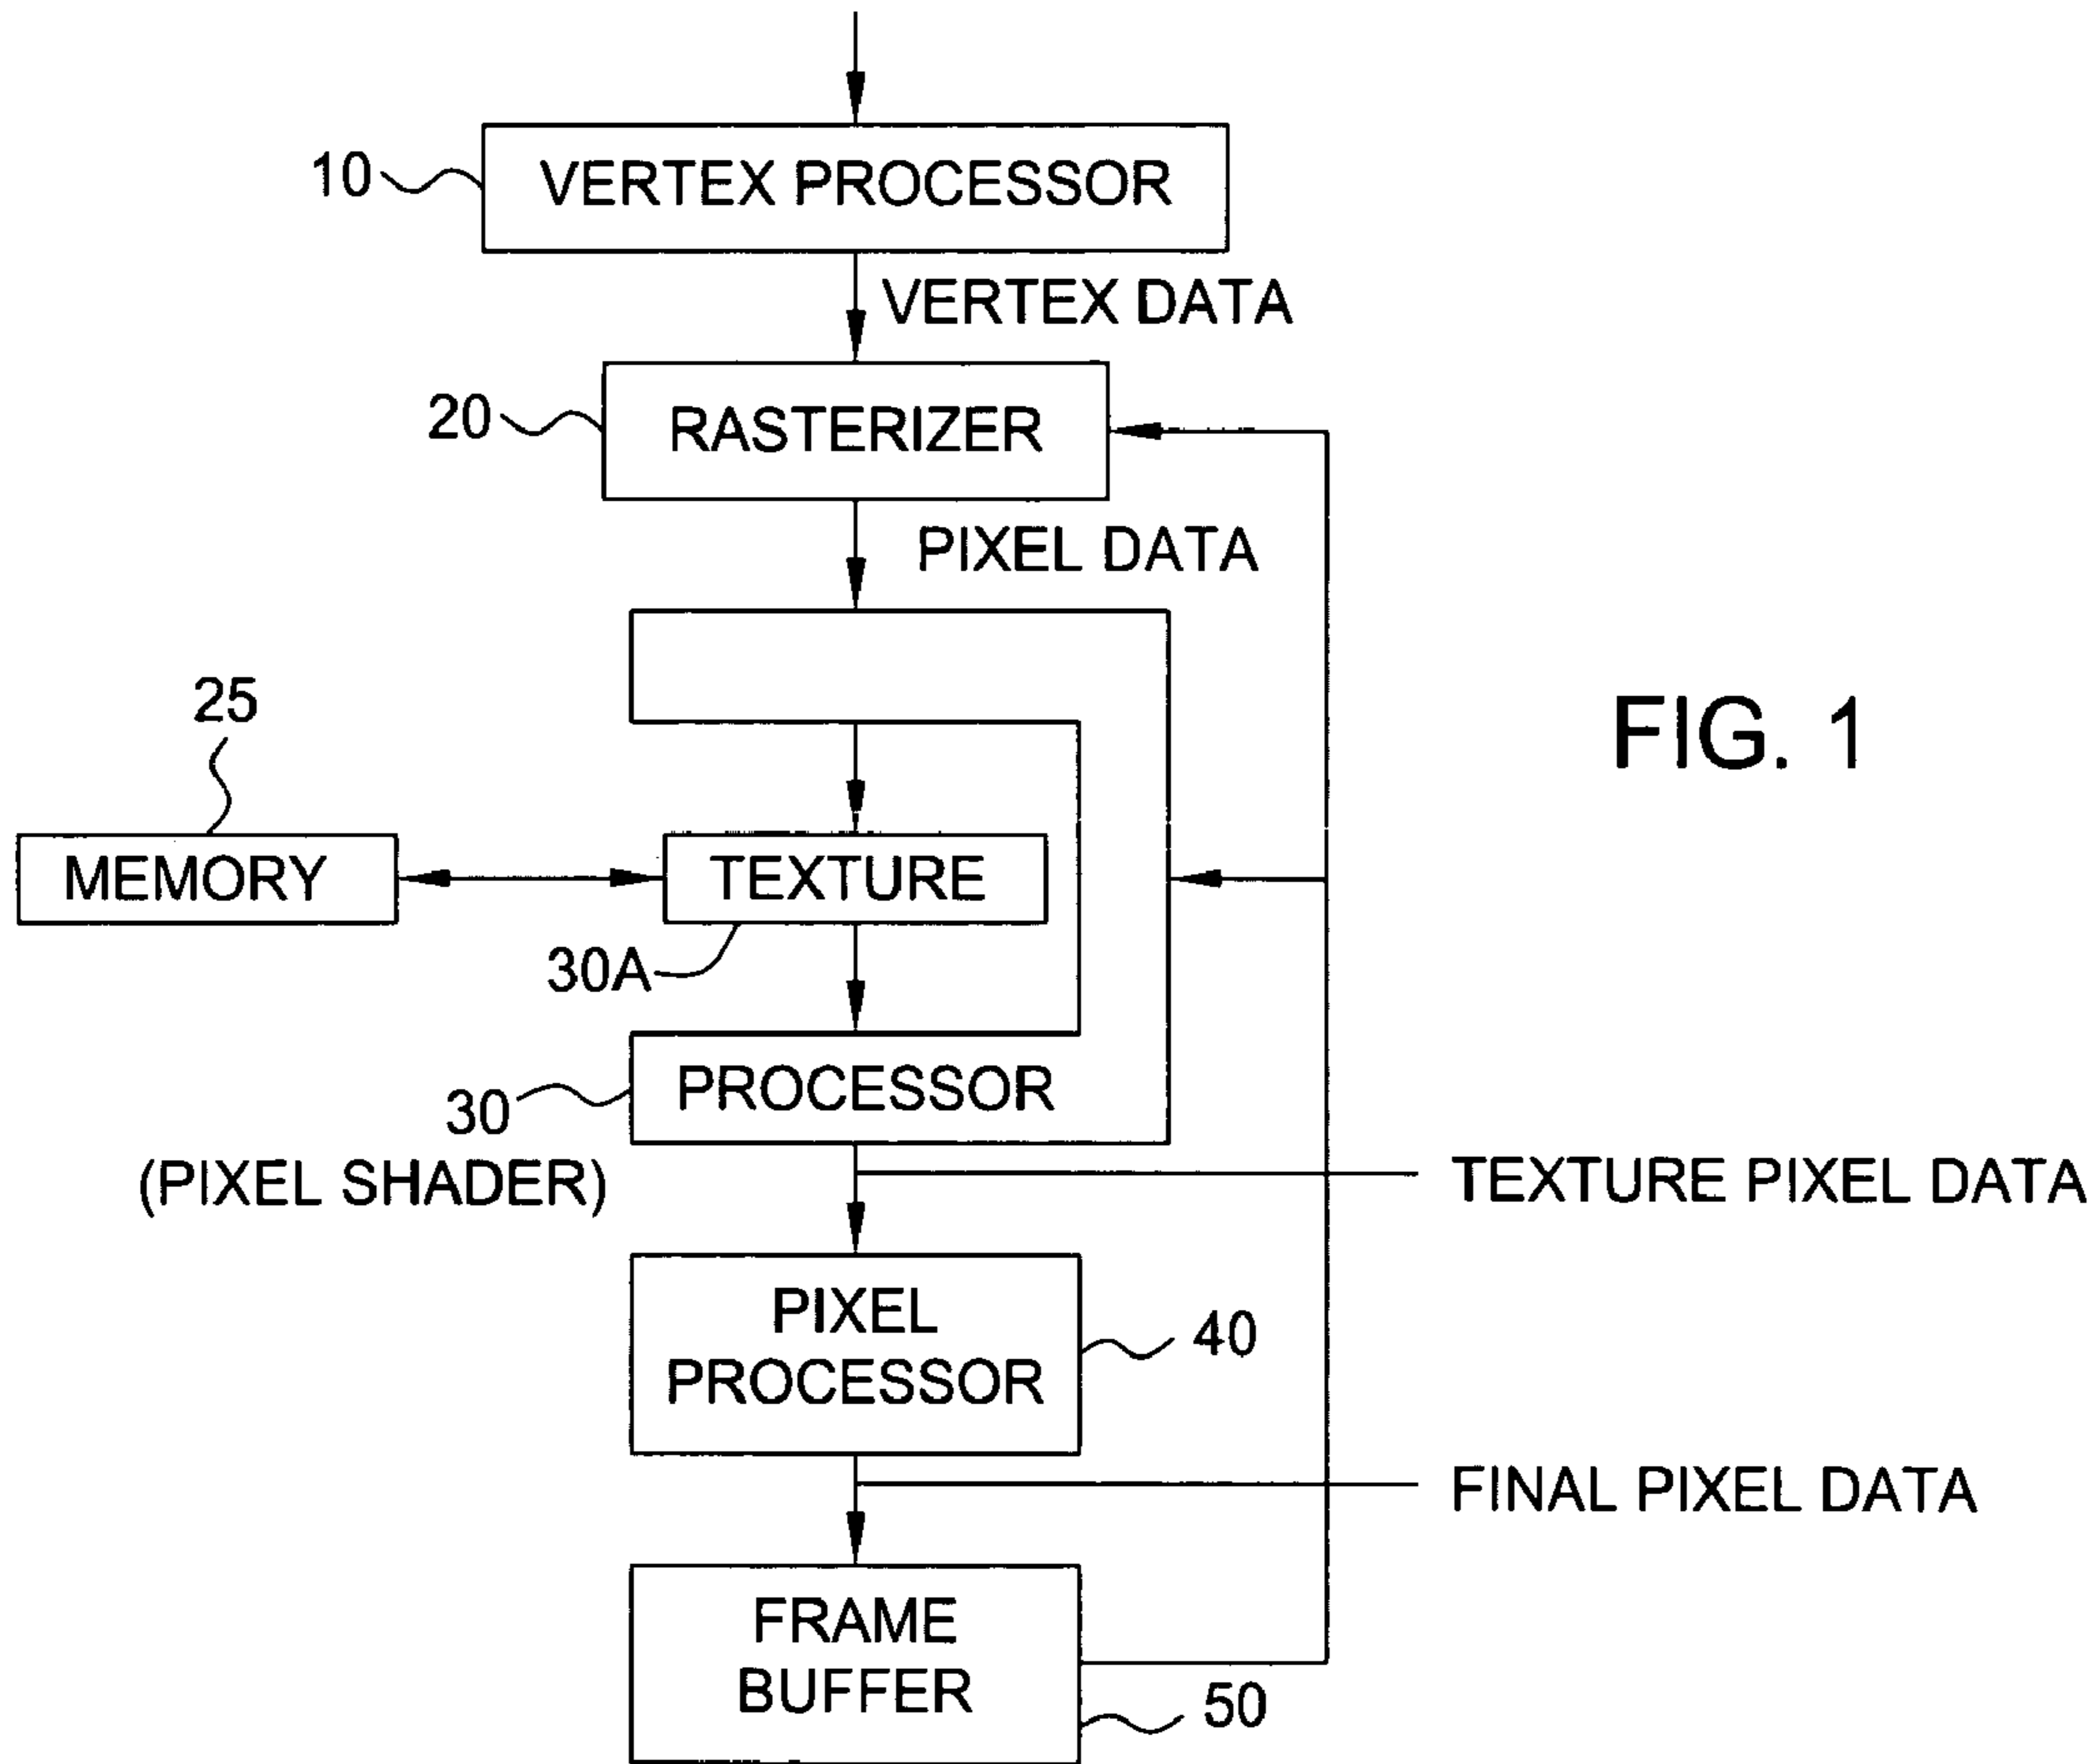 10
VERTEX PROCESSOR
VERTEX DATA
20
RASTERIZER
PIXEL DATA
25
FIG. 1
MEMORY
TEXTURE
30A
PROCESSOR
30
(PIXEL SHADER)
TEXTURE PIXEL DATA
PIXEL
PROCESSOR
40
FINAL PIXEL DATA
FRAME
BUFFER
50